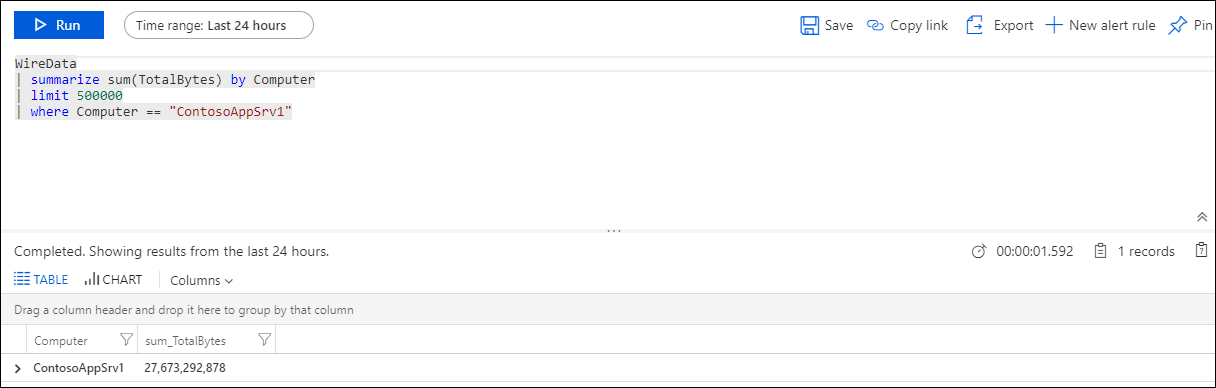 Run Time range: Last 24 hours Save Copy link Export New alert rule Pin
WireData
| summarize sum(TotalBytes) by Computer
| limit 500000
| where Computer == "ContosoAppSrv1"
Completed. Showing results from the last 24 hours. 00:00:01.592 1 records
TABLE CHART Columns
Drag a column header and drop it here to group by that column
Computer sum_TotalBytes
ContosoAppSrv1 27,673,292,878